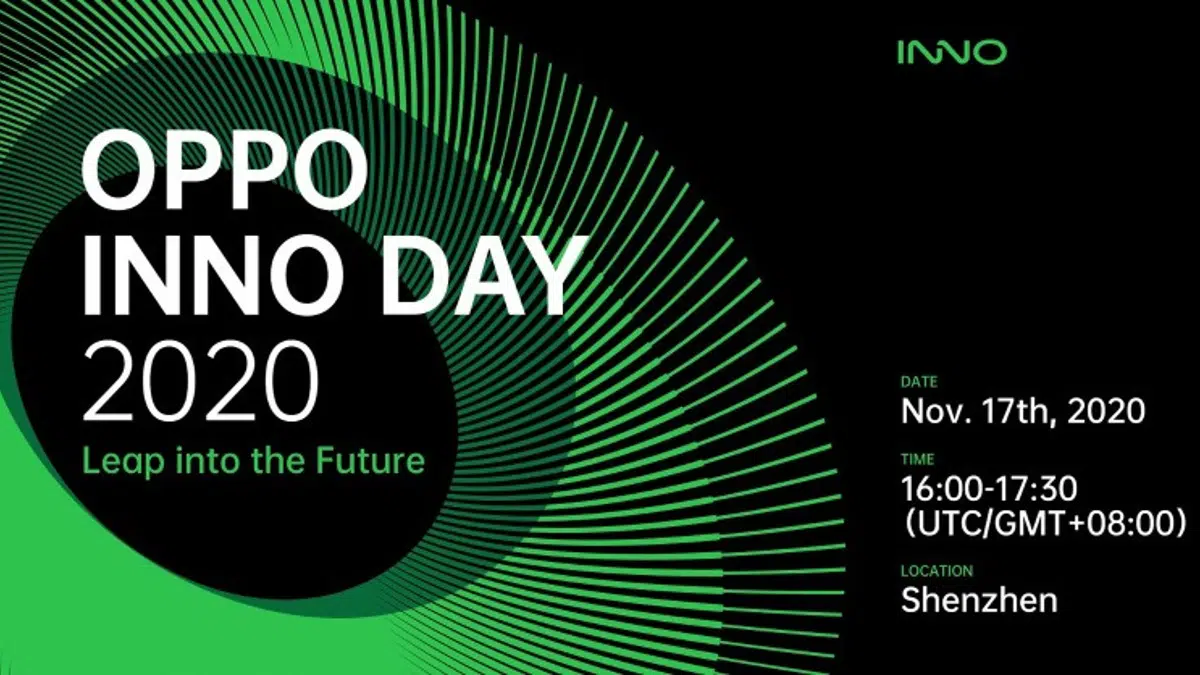 INNO
OPPO
INNO DAY
2020
Leap into the Future
DATE
Nov. 17th, 2020
TIME
16:00-17:30
(UTC/GMT+08:00)
LOCATION
Shenzhen